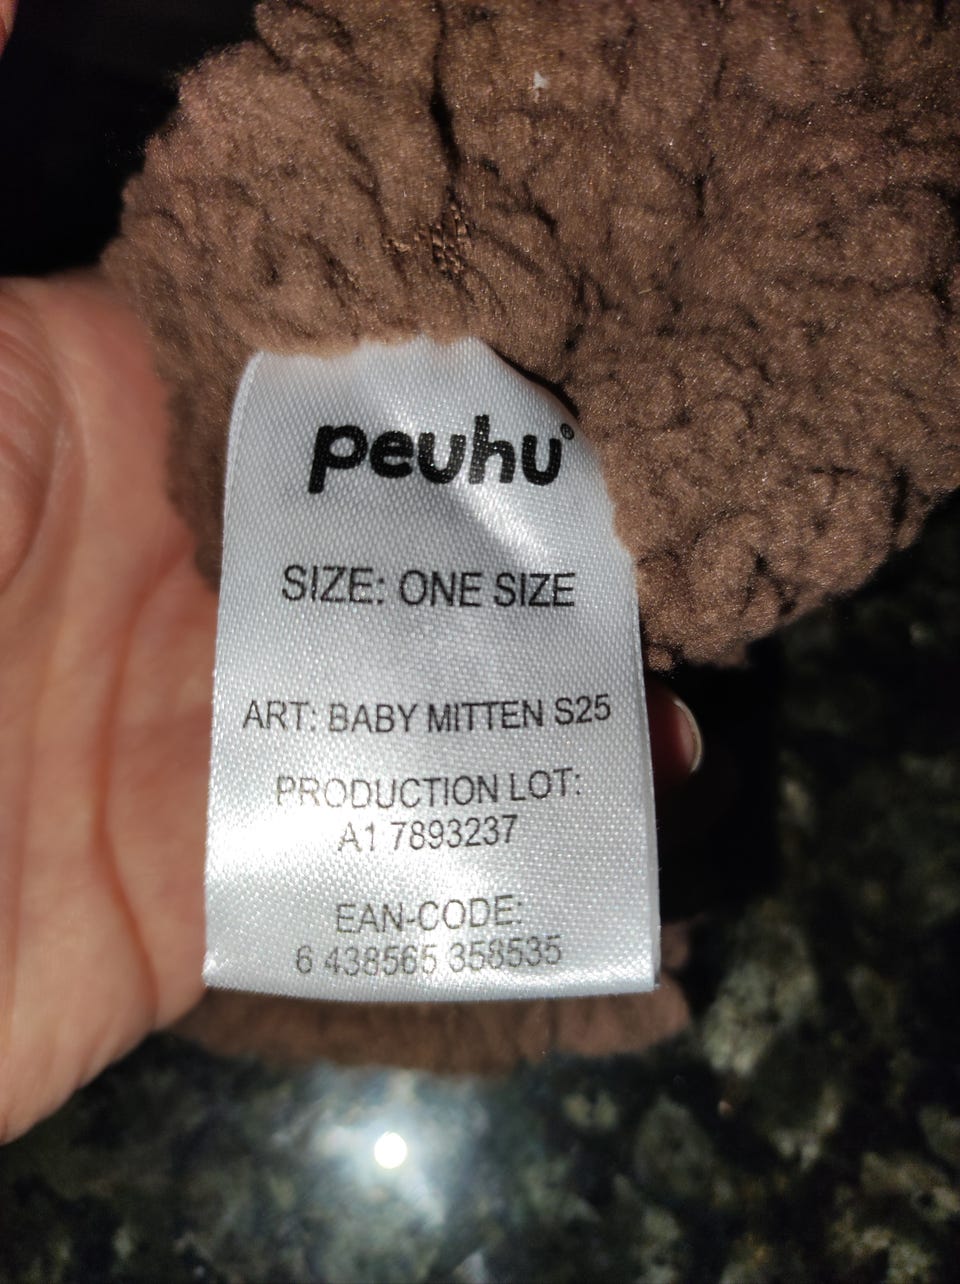 peuhu®
SIZE: ONE SIZE
ART: BABY MITTEN S25
PRODUCTION LOT:
A1 7893237
EAN-CODE:
6 438565 358535